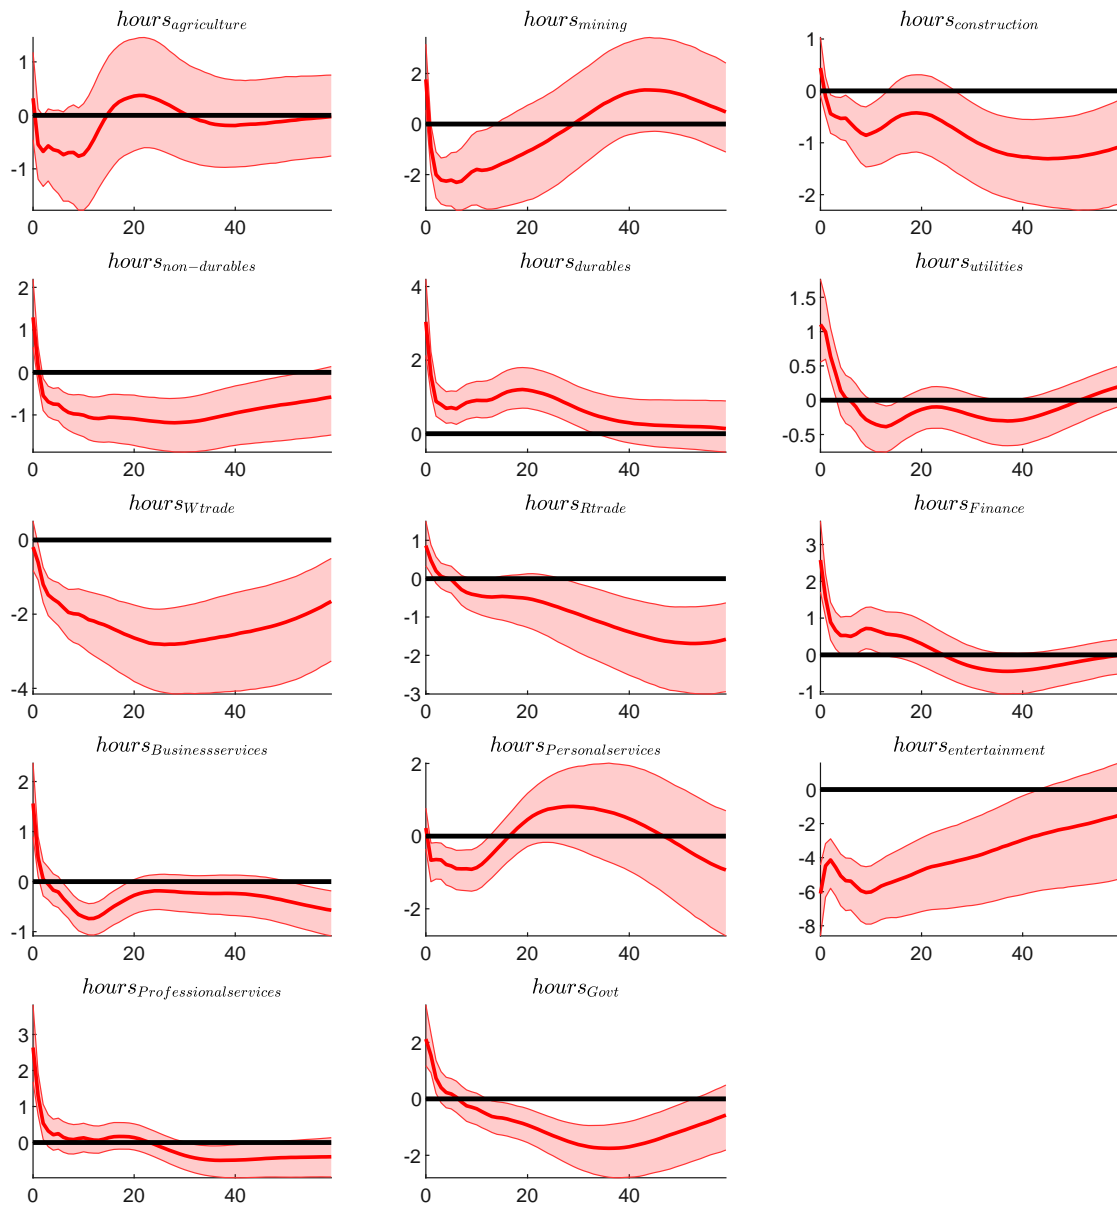 hours_agriculture hours_mining hours_construction
1
0
-1
0 20 40
2
0
-2
0 20 40
1
0
-1
-2
0 20 40
hours_non-durables hours_durables hours_utilities
2
1
0
-1
0 20 40
4
2
0
0 20 40
1.5
1
0.5
0
-0.5
0 20 40
hours_Wtrade hours_Rtrade hours_Finance
0
-2
-4
0 20 40
1
0
-1
-2
-3
0 20 40
3
2
1
0
-1
0 20 40
hours_Businessservices hours_Personalservices hours_entertainment
2
1
0
-1
0 20 40
2
0
-2
0 20 40
0
-2
-4
-6
-8
0 20 40
hours_Professionalservices hours_Govt
3
2
1
0
0 20 40
2
0
-2
0 20 40